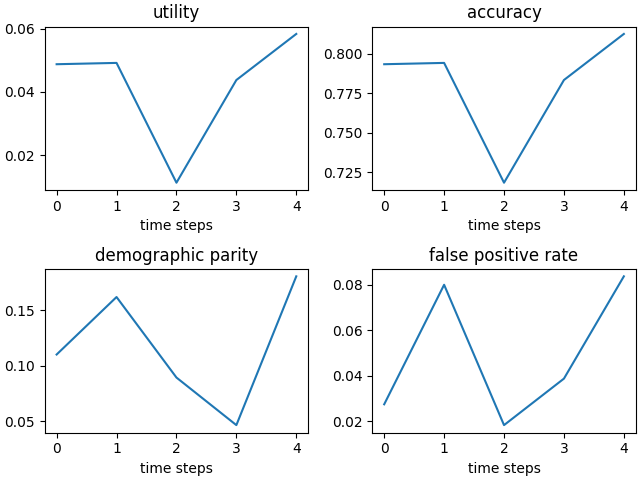 utility
0.06
0.04
0.02
0 1 2 3 4
time steps
accuracy
0.800
0.775
0.750
0.725
0 1 2 3 4
time steps
demographic parity
0.15
0.10
0.05
0 1 2 3 4
time steps
false positive rate
0.08
0.06
0.04
0.02
0 1 2 3 4
time steps